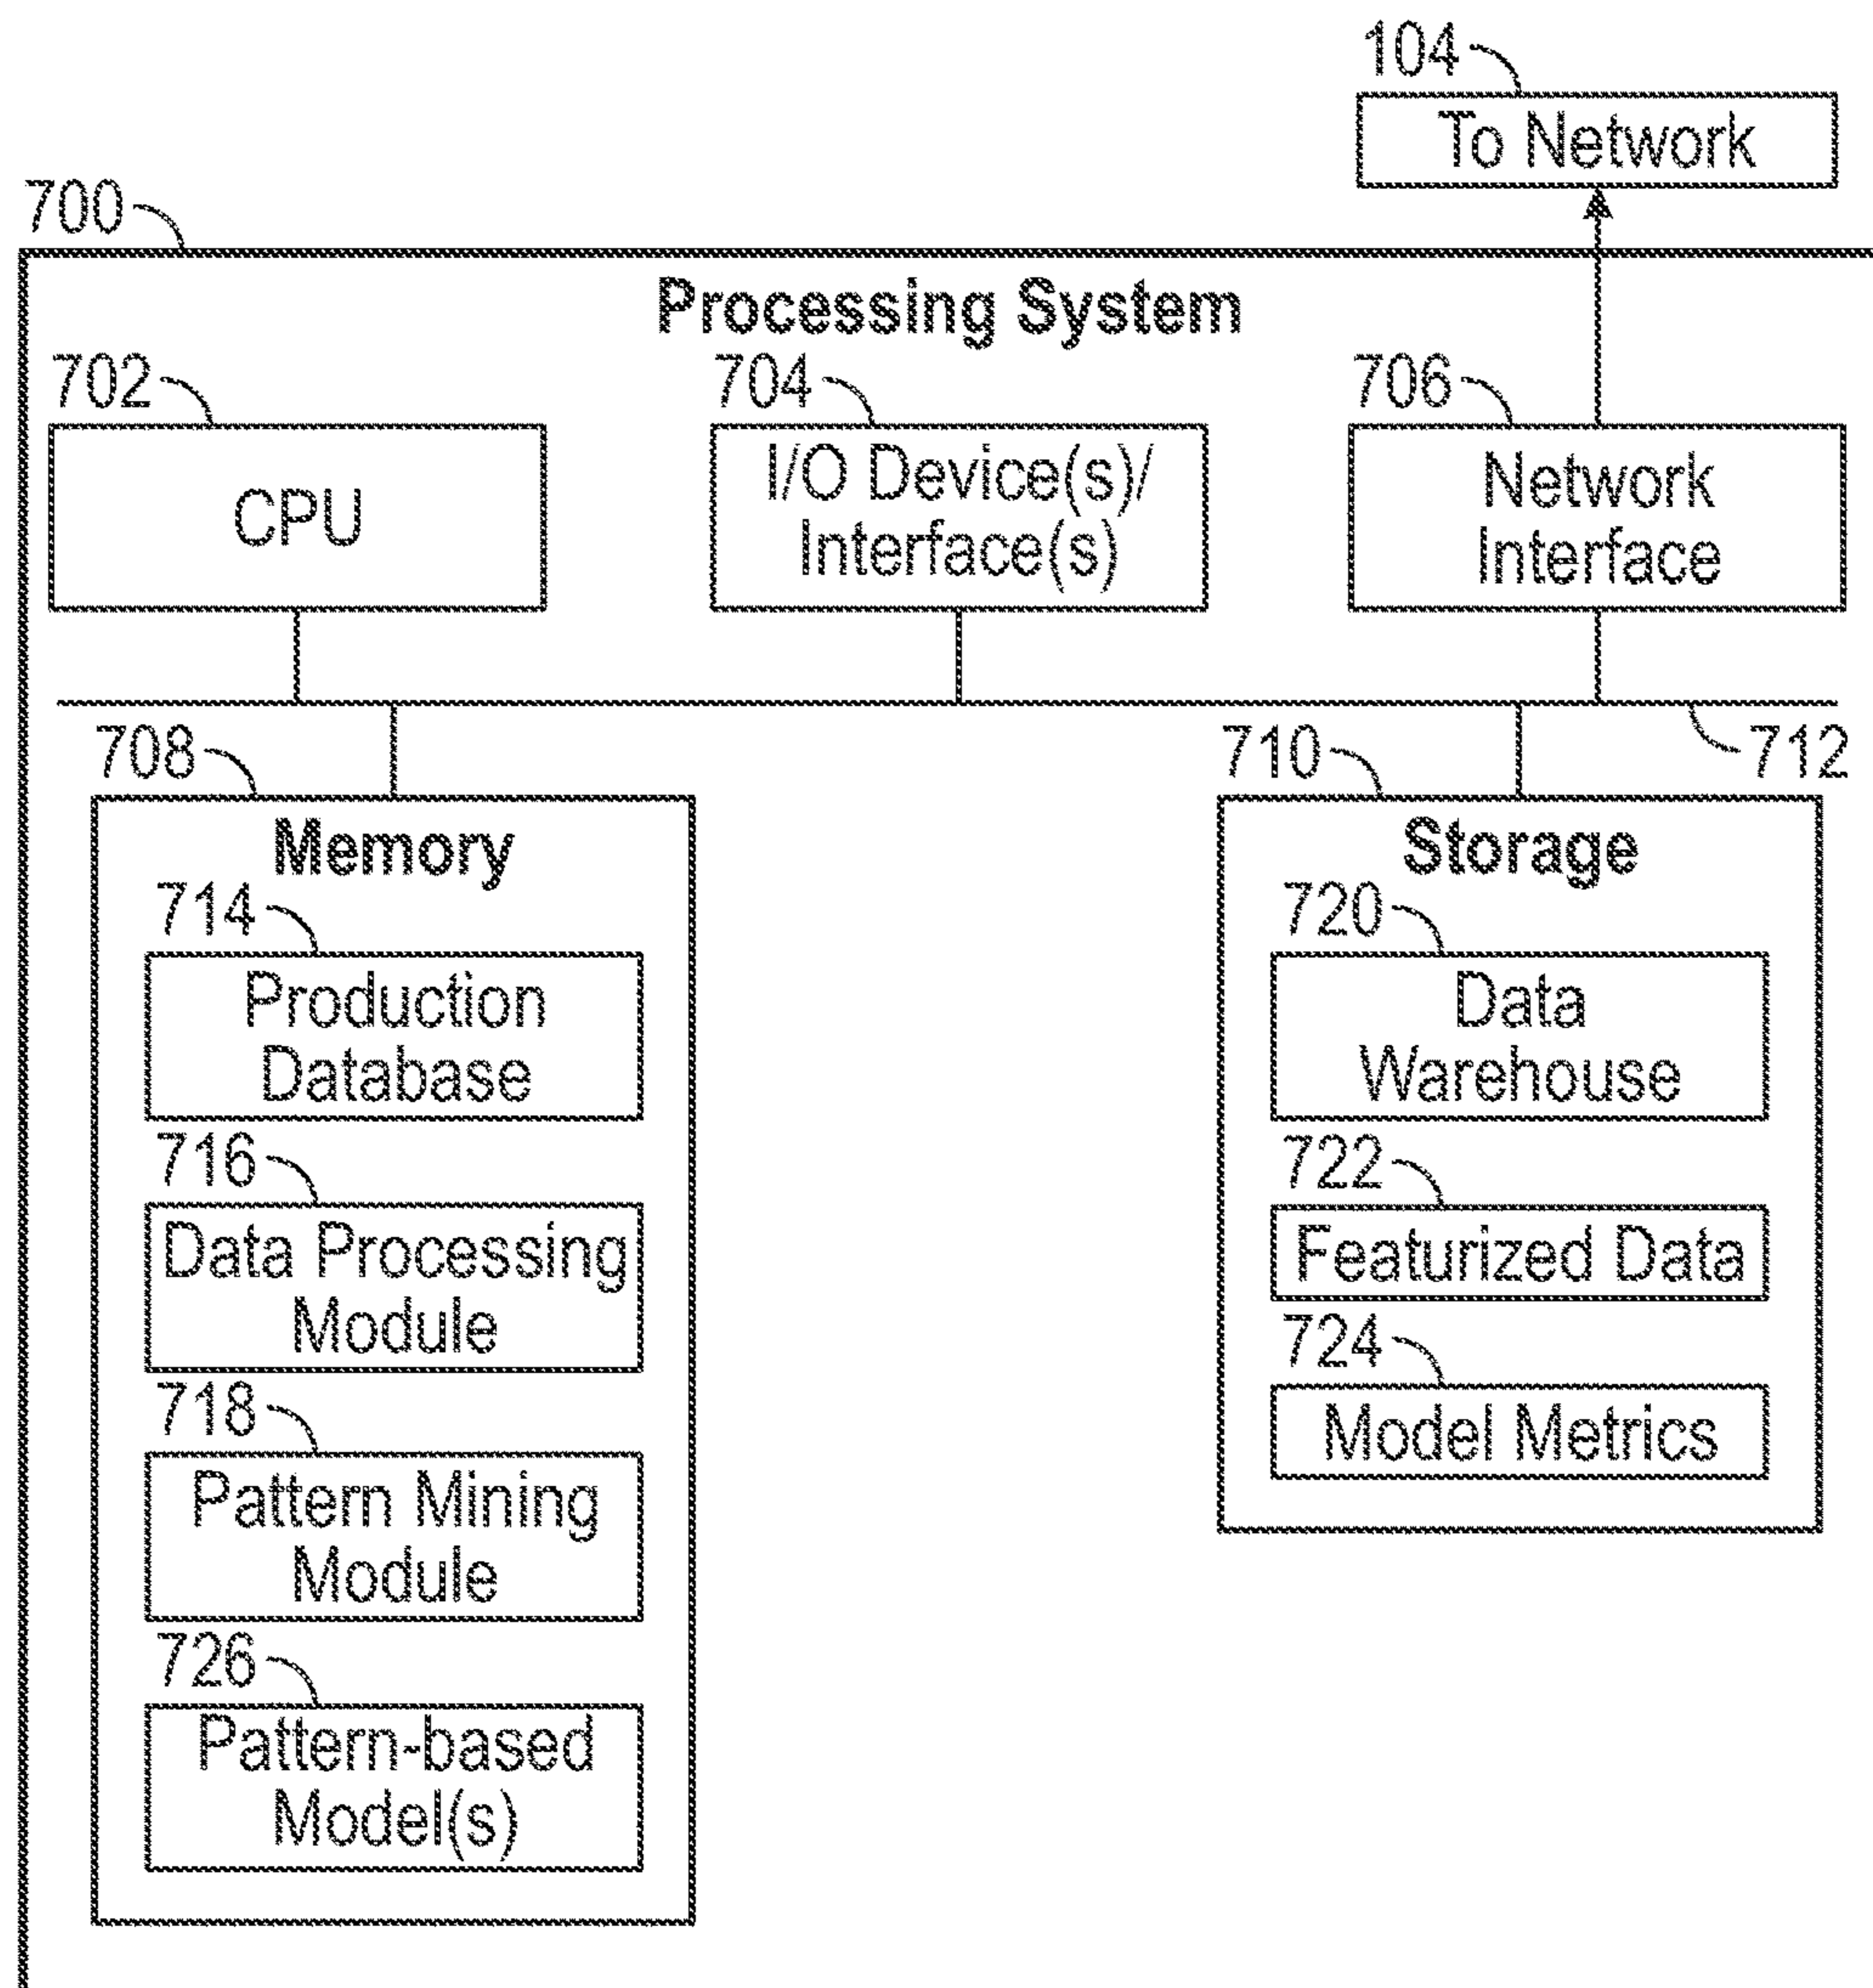 104
To Network
700
Processing System
702
704
706
CPU
I/O Device(s)/
Interface(s)
Network
Interface
708
710
712
Memory
714
Production
Database
716
Data Processing
Module
718
Pattern Mining
Module
726
Pattern-based
Model(s)
Storage
720
Data
Warehouse
722
Featurized Data
724
Model Metrics